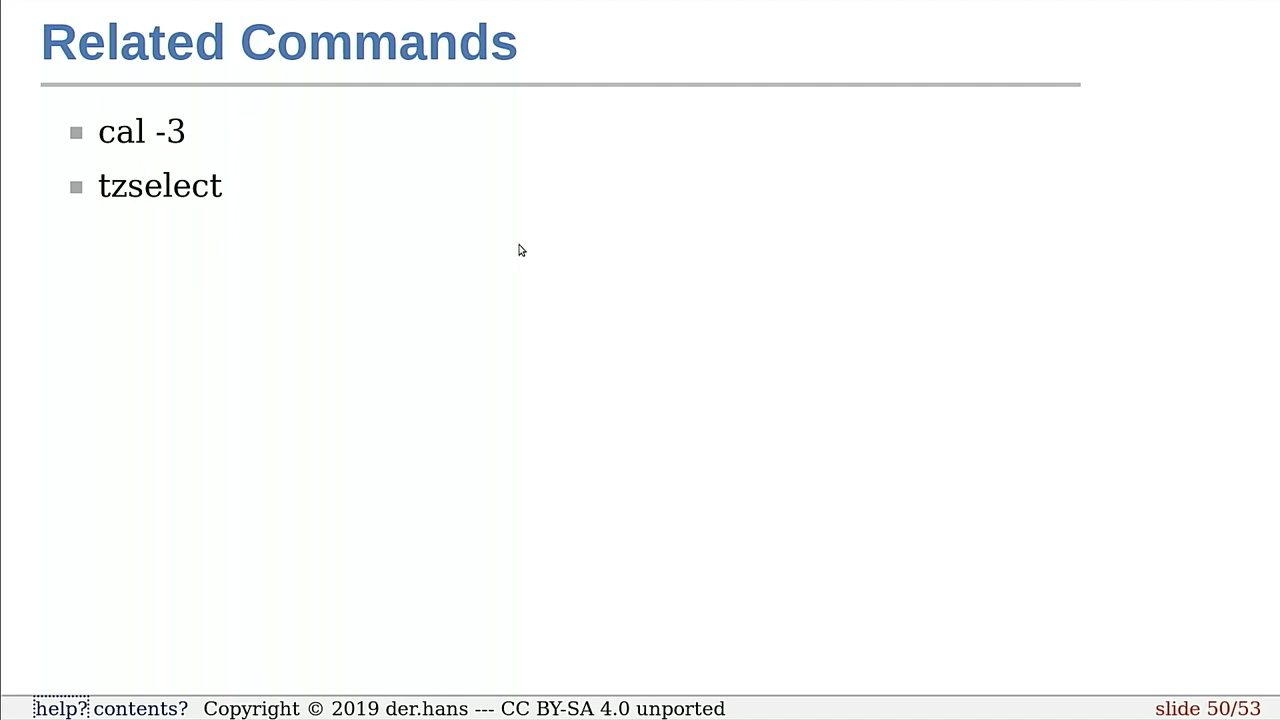 Related Commands
cal -3
tzselect
help? contents? Copyright © 2019 der.hans --- CC BY-SA 4.0 unported slide 50/53